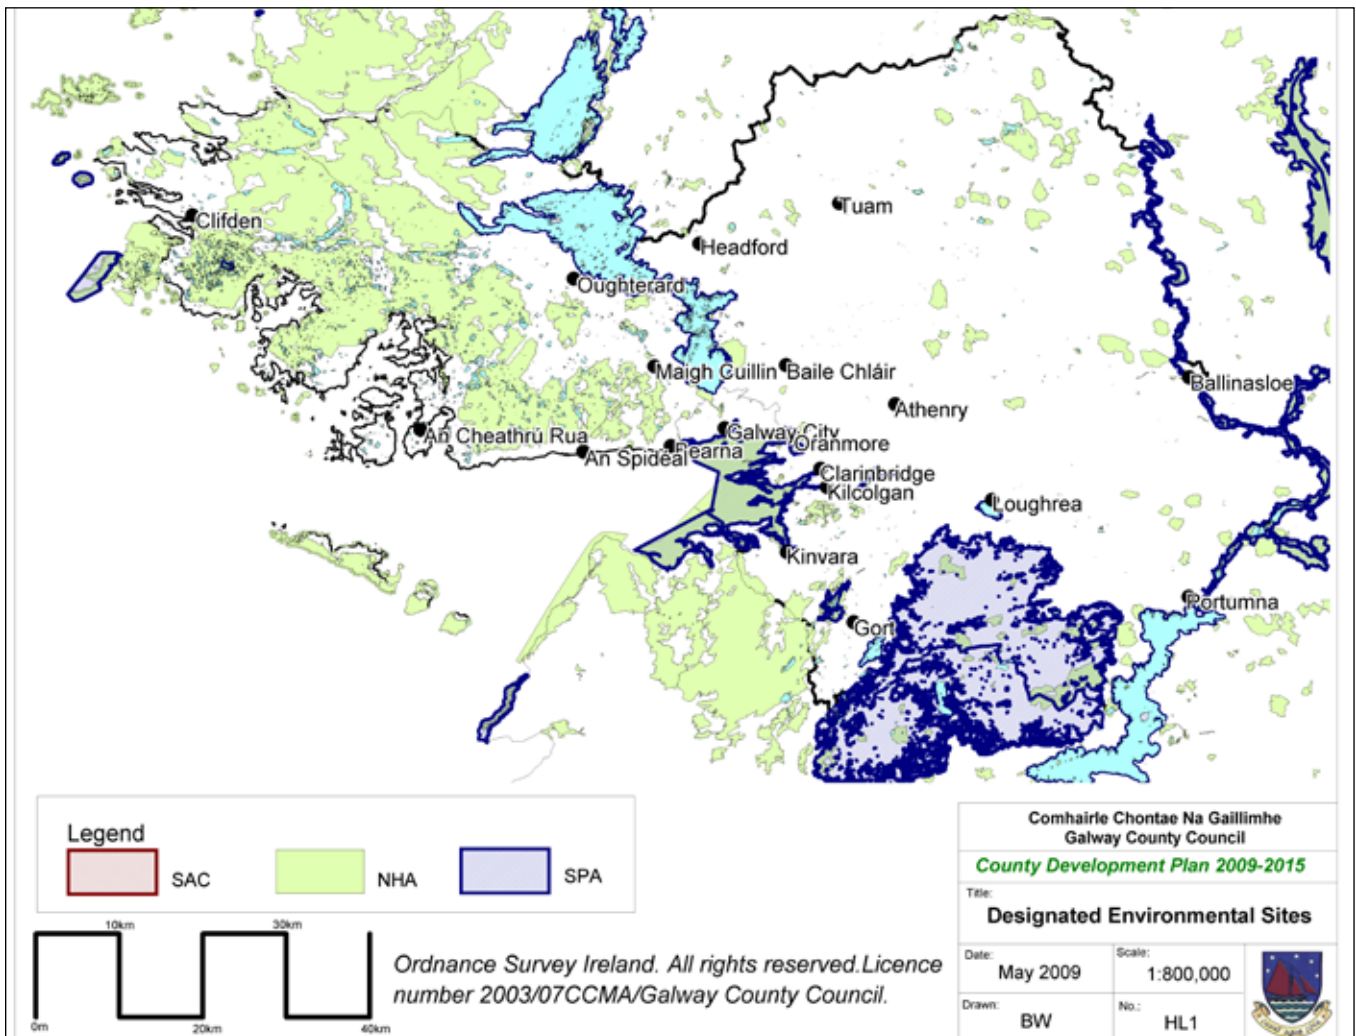 Clifden
Tuam
Headford
Oughterard
Maigh Cuillin
Baile Chláir
Ballinasloe
Athenry
An Cheathrú Rua
Galway City
Oranmore
An Spidéal
Bearna
Clarinbridge
Kilcolgan
Loughrea
Kinvara
Portumna
Gort
Legend
SAC
NHA
SPA
10km
30km
0m
20km
40km
Ordnance Survey Ireland. All rights reserved.Licence
number 2003/07CCMA/Galway County Council.
Comhairle Chontae Na Gaillimhe
Galway County Council
County Development Plan 2009-2015
Title:
Designated Environmental Sites
Date:
May 2009
Scale:
1:800,000
Drawn:
BW
No.:
HL1